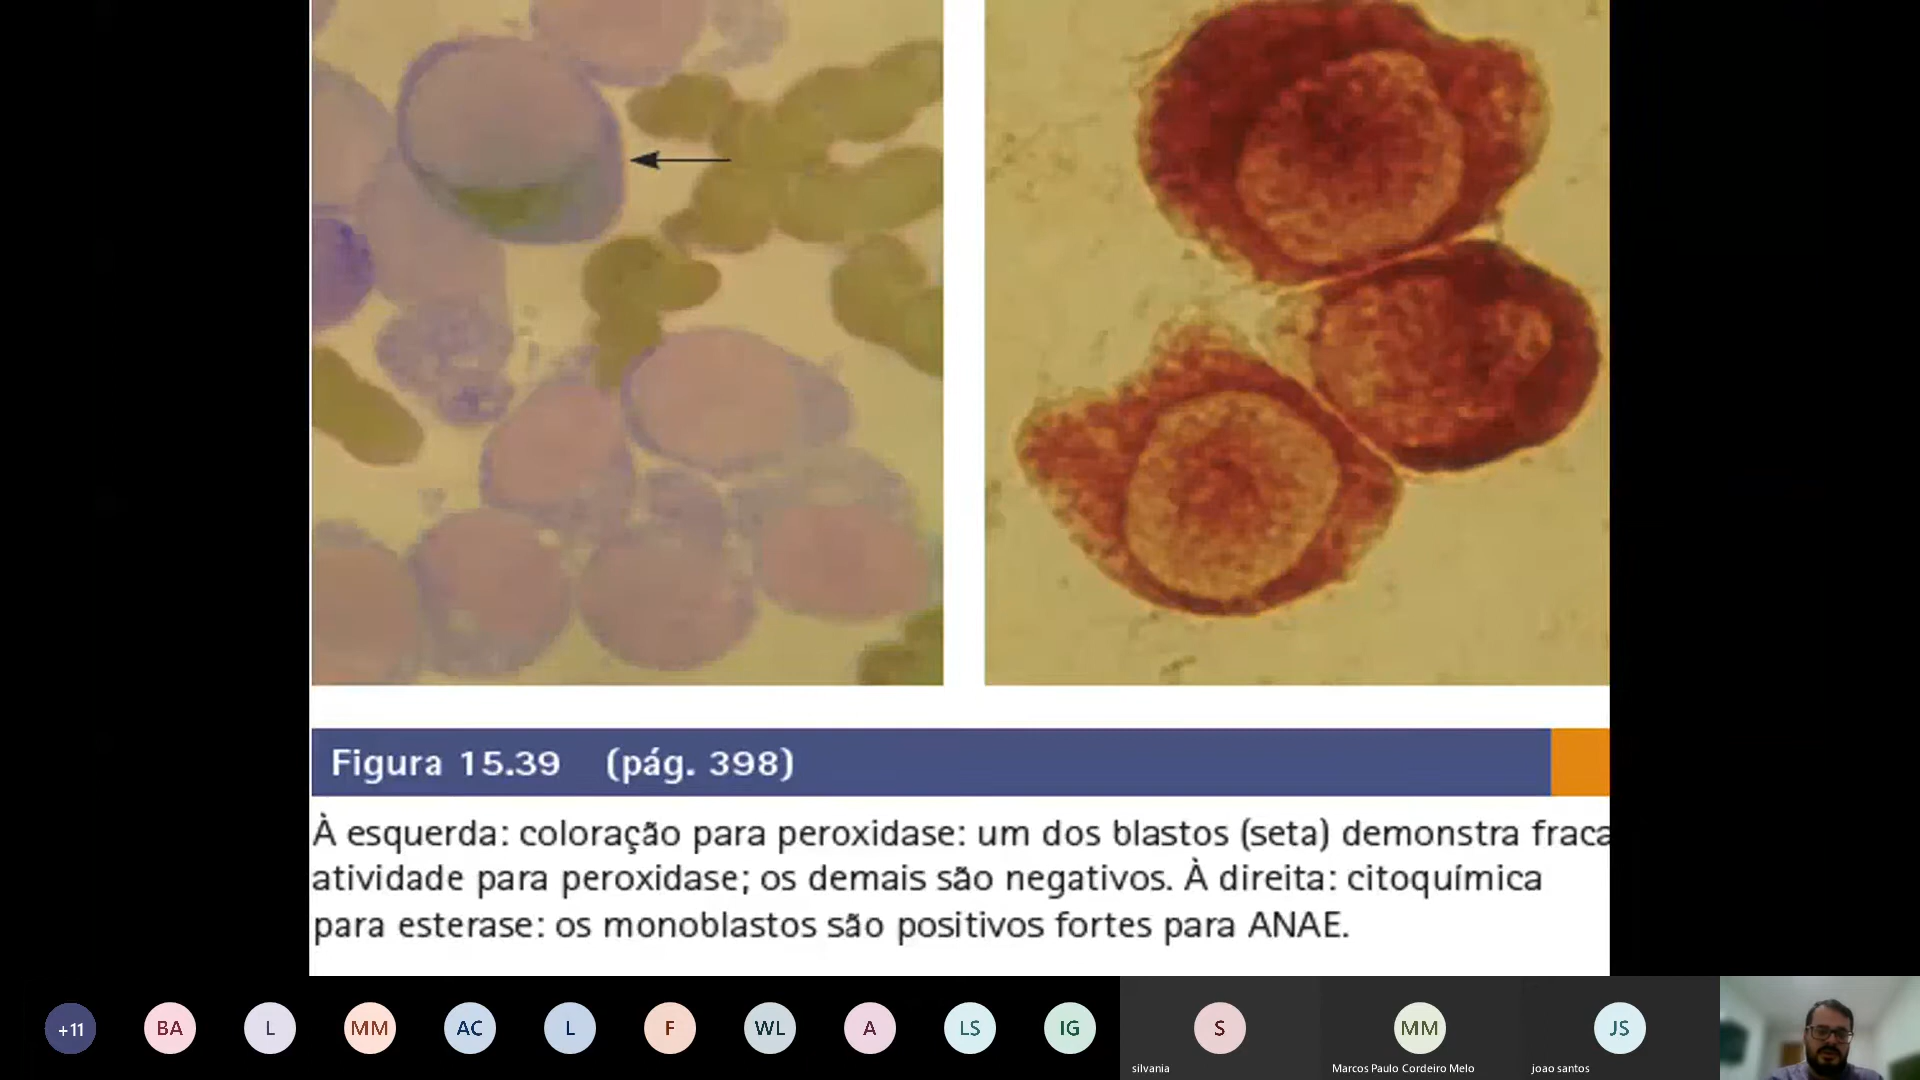 Figura 15.39 (pág. 398)
À esquerda: coloração para peroxidase: um dos blastos (seta) demonstra fraca
atividade para peroxidase; os demais são negativos. À direita: citoquímica
para esterase: os monoblastos são positivos fortes para ANAE.
+11 BA L MM AC L F WL A LS IG S MM JS
silvania Marcos Paulo Cordeiro Melo joao santos